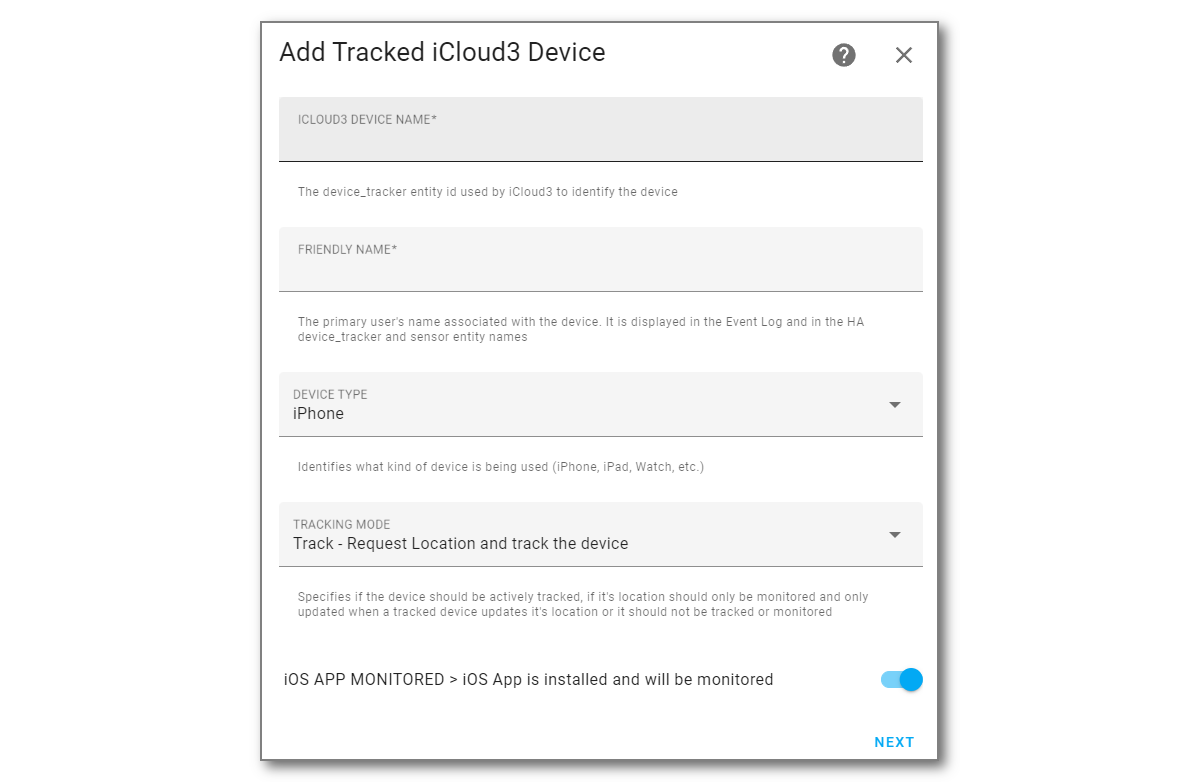 Add Tracked iCloud3 Device
ICLOUD3 DEVICE NAME*
The device_tracker entity id used by iCloud3 to identify the device
FRIENDLY NAME*
The primary user's name associated with the device. It is displayed in the Event Log and in the HA
device_tracker and sensor entity names
DEVICE TYPE
iPhone
Identifies what kind of device is being used (iPhone, iPad, Watch, etc.)
TRACKING MODE
Track - Request Location and track the device
Specifies if the device should be actively tracked, if it's location should only be monitored and only
updated when a tracked device updates it's location or it should not be tracked or monitored
iOS APP MONITORED > iOS App is installed and will be monitored
NEXT